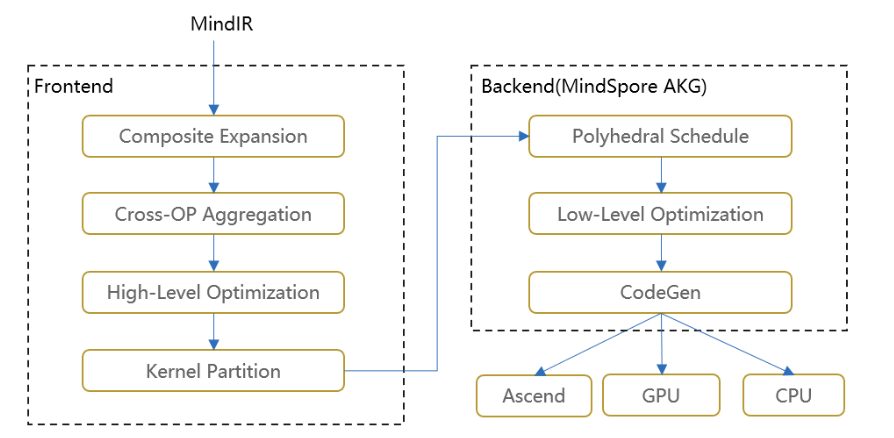 MindIR
Frontend
Composite Expansion
Cross-OP Aggregation
High-Level Optimization
Kernel Partition
Backend(MindSpore AKG)
Polyhedral Schedule
Low-Level Optimization
CodeGen
Ascend
GPU
CPU